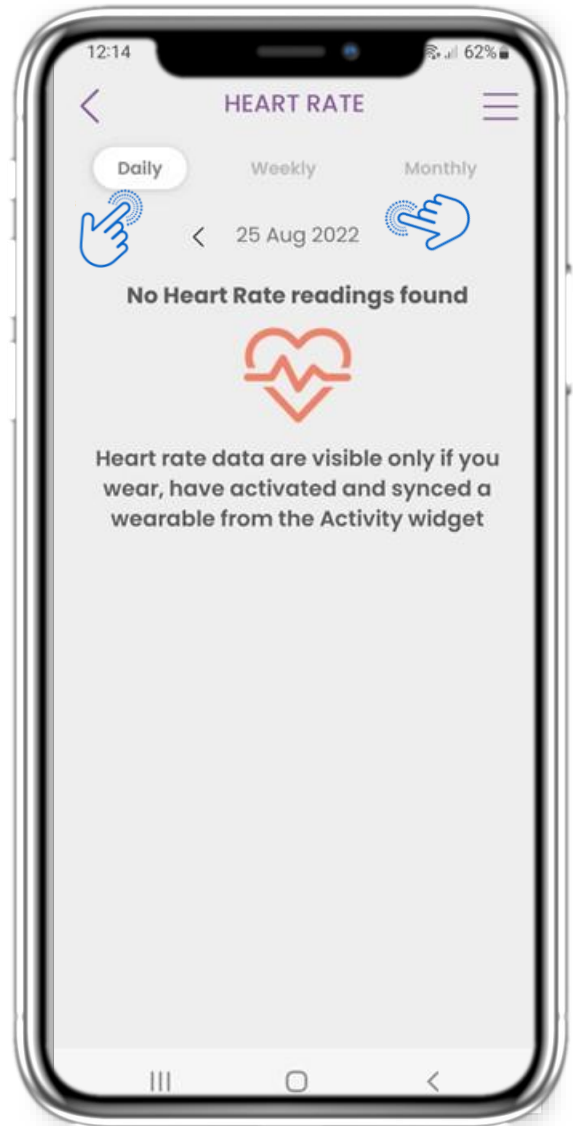 12:14 62%
HEART RATE
Daily Weekly Monthly
25 Aug 2022
No Heart Rate readings found
Heart rate data are visible only if you
wear, have activated and synced a
wearable from the Activity widget